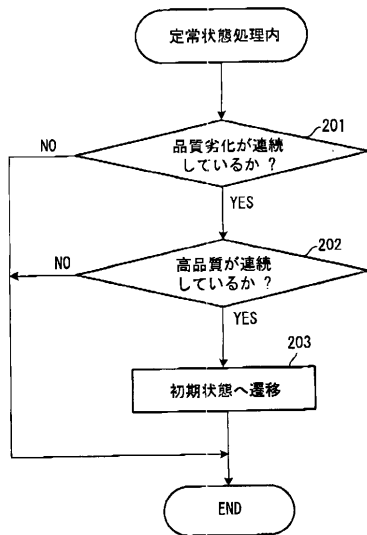 定常状態処理内
201
NO
品質劣化が連続
しているか ?
YES
202
NO
高品質が連続
しているか ?
YES
203
初期状態へ遷移
END